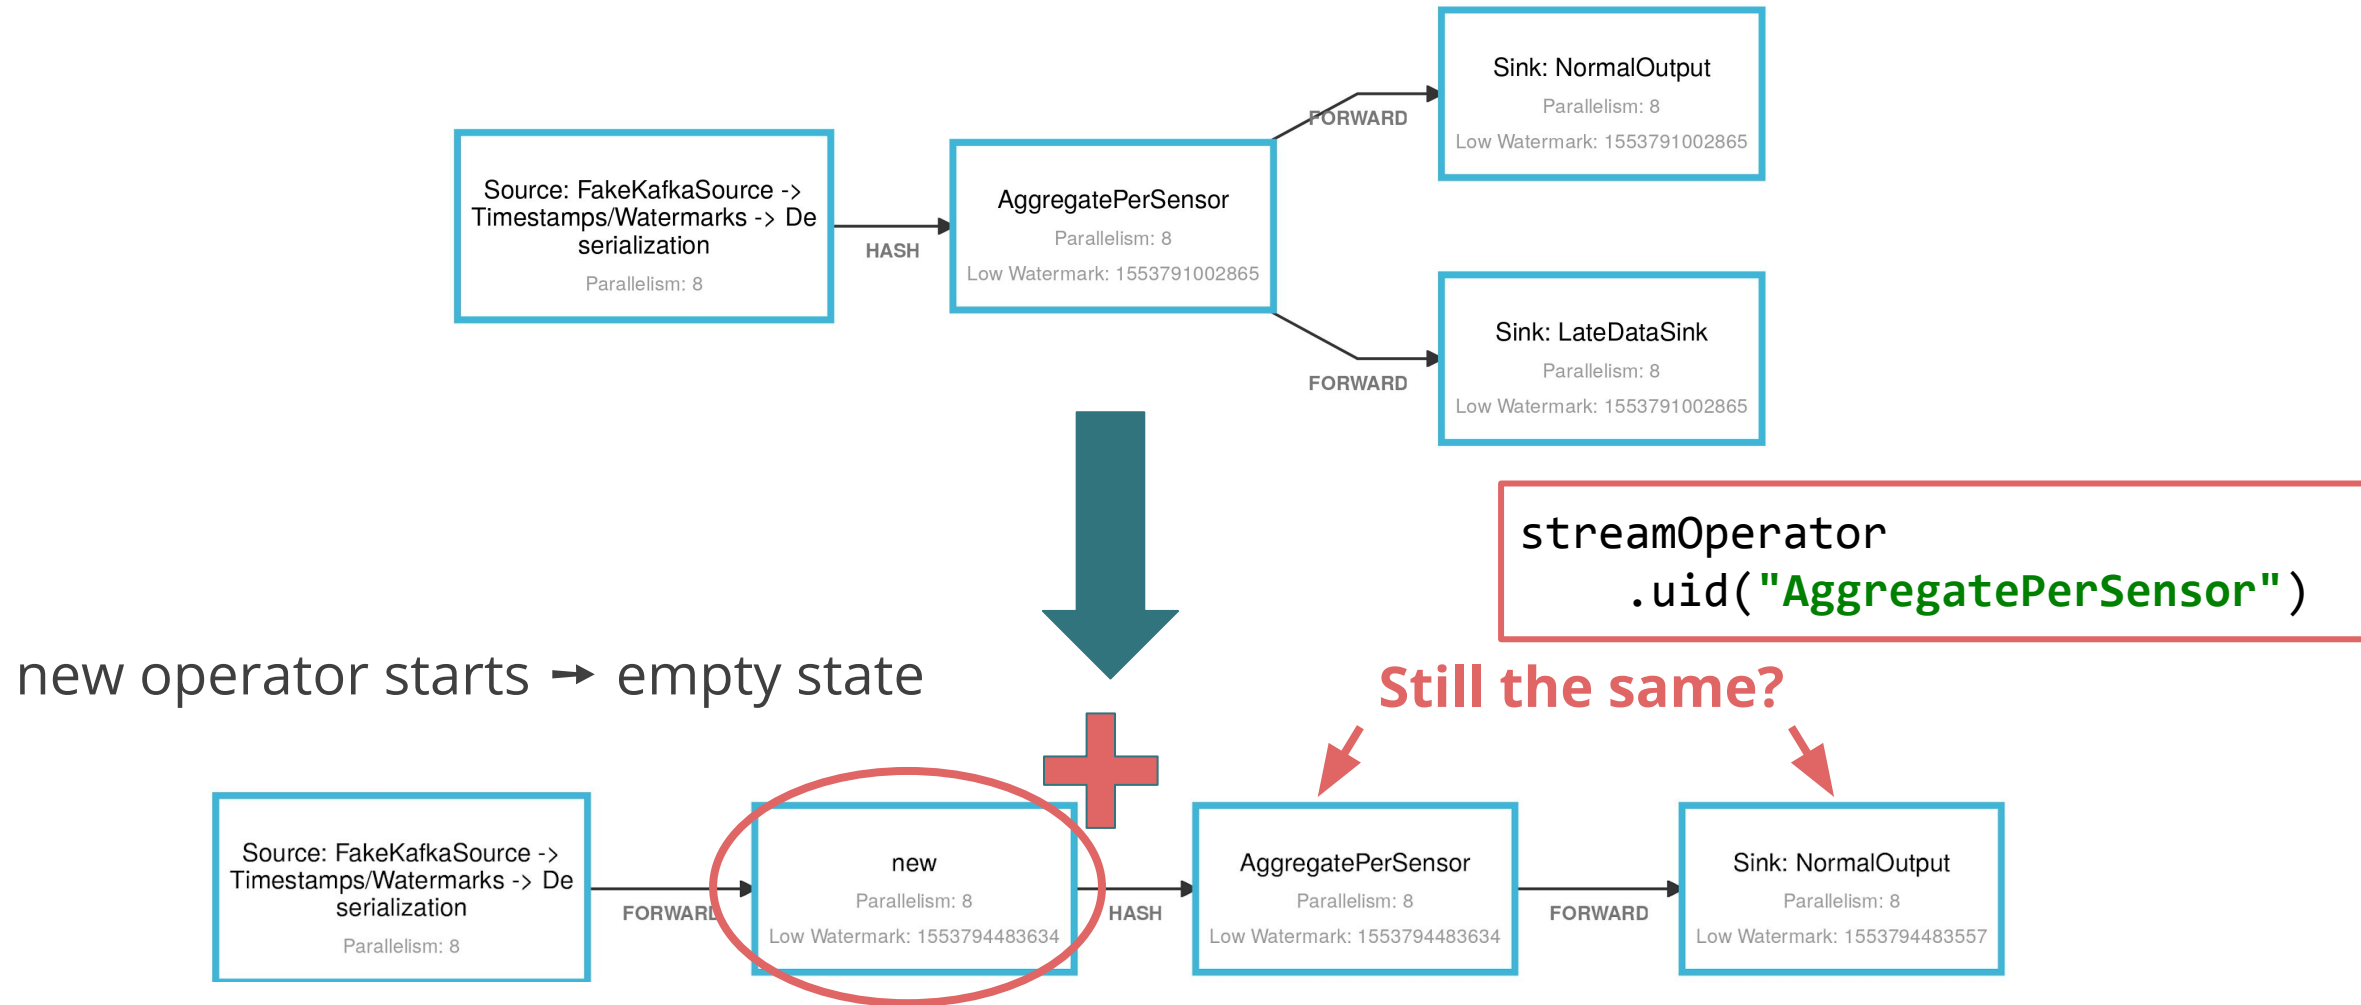 Sink: NormalOutput
Parallelism: 8
Low Watermark: 1553791002865
FORWARD
Source: FakeKafkaSource ->
Timestamps/Watermarks -> De
serialization
Parallelism: 8
HASH
AggregatePerSensor
Parallelism: 8
Low Watermark: 1553791002865
Sink: LateDataSink
Parallelism: 8
Low Watermark: 1553791002865
FORWARD
streamOperator
.uid("AggregatePerSensor")
new operator starts → empty state
Still the same?
Source: FakeKafkaSource ->
Timestamps/Watermarks -> De
serialization
Parallelism: 8
FORWARD
new
Parallelism: 8
Low Watermark: 1553794483634
HASH
AggregatePerSensor
Parallelism: 8
Low Watermark: 1553794483634
FORWARD
Sink: NormalOutput
Parallelism: 8
Low Watermark: 1553794483557